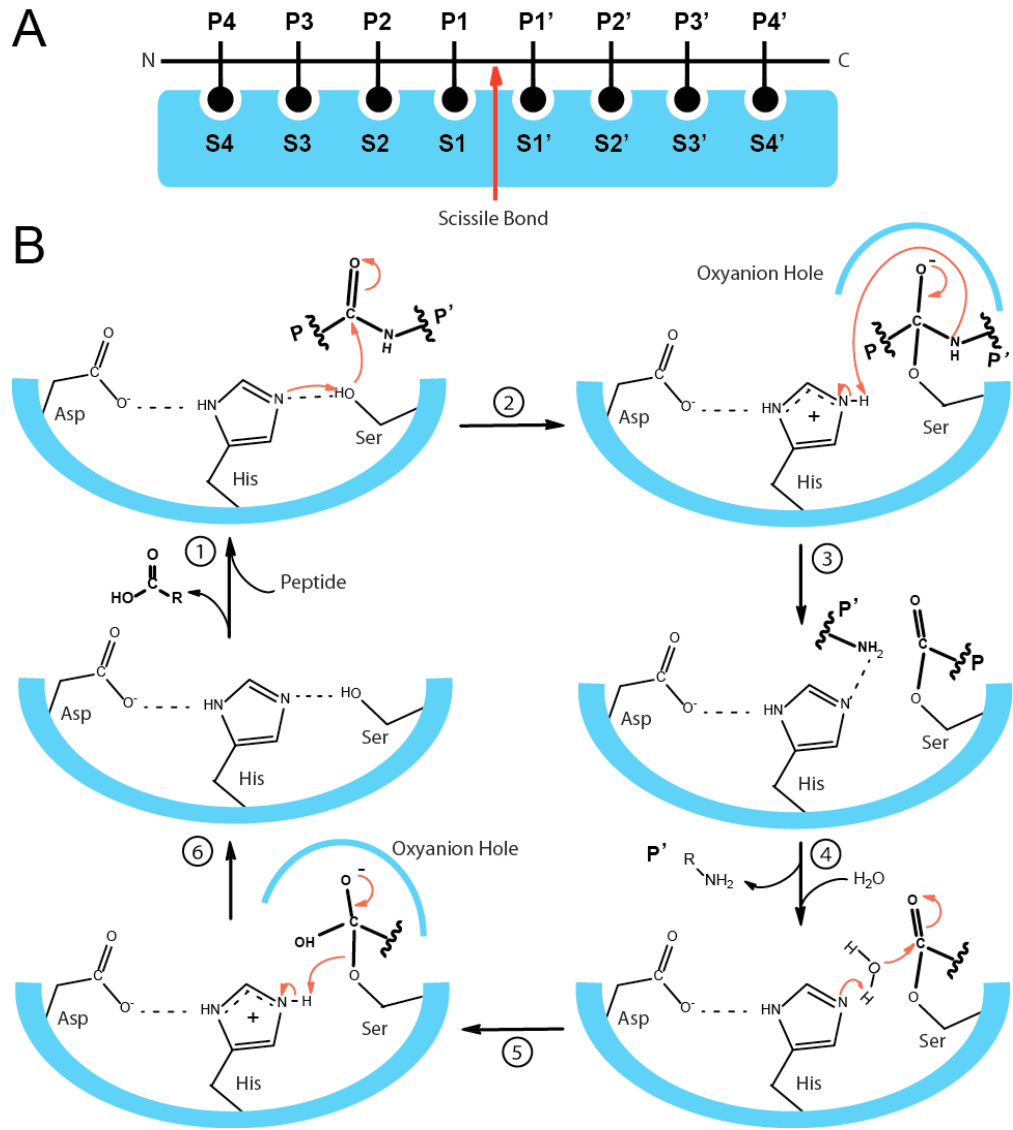 A
P4 P3 P2 P1 P1’ P2’ P3’ P4’
N C
S4 S3 S2 S1 S1’ S2’ S3’ S4’
Scissile Bond
B
O
P C N H P’
O C O- Asp
HN N His
HO Ser
2
Oxyanion Hole
O-
P C N H P’
O
O C O- Asp
HN + N H His
Ser
1
O
HO C R
Peptide
3
P’
NH2
O
C P
O
O C O- Asp
HN N His
Ser
O C O- Asp
HN N His
HO Ser
6
Oxyanion Hole
4
P’ R NH2
H2O
O-
OH C
O
O C O- Asp
HN + N H His
Ser
5
O
H O H C
O
O C O- Asp
HN N His
Ser